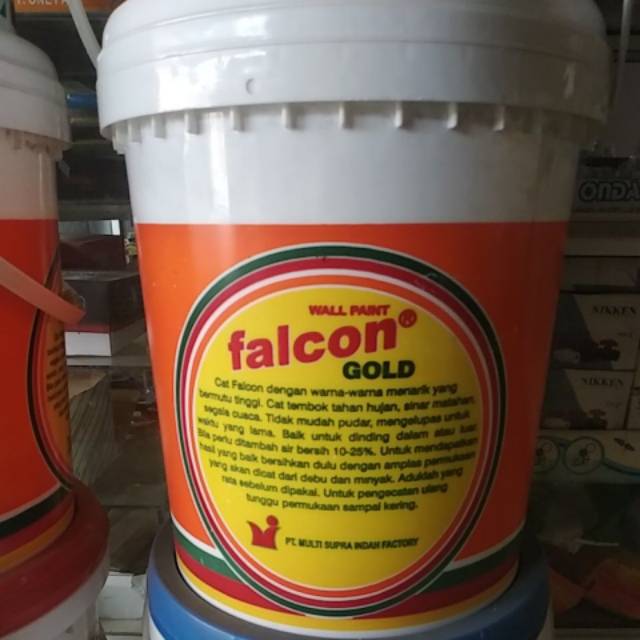 WALL PAINT
falcon®
GOLD
Cat Falcon dengan warna-warna menarik yang
bermutu tinggi. Cat tembok tahan hujan, sinar matahari,
segala cuaca. Tidak mudah pudar, mengelupas untuk
waktu yang lama. Baik untuk dinding dalam atau luar
Bila perlu ditambah air bersih 10-25%. Untuk mendapatkan
hasil yang baik bersihkan dulu dengan amplas permukaan
yang akan dicat dari debu dan minyak. Aduklah yang
rata sebelum dipakai. Untuk pengecatan ulang
tunggu permukaan sampai kering.
PT. MULTI SUPRA INDAH FACTORY
ONDA
NIKKEN
NIKKEN